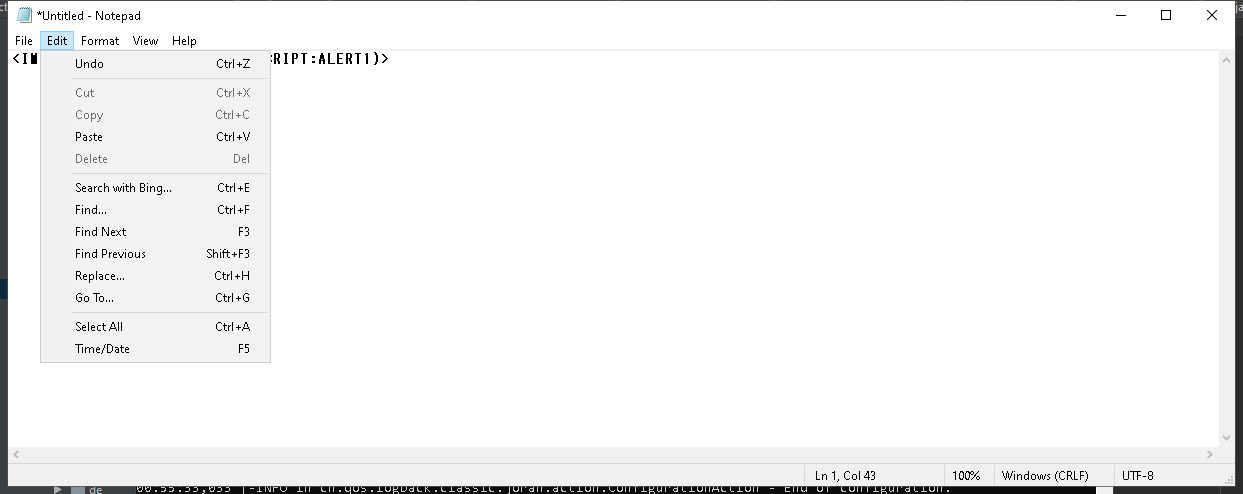 *Untitled - Notepad
File Edit Format View Help
<IM RIPT:ALERT1)>
Undo Ctrl+Z
Cut Ctrl+X
Copy Ctrl+C
Paste Ctrl+V
Delete Del
Search with Bing... Ctrl+E
Find... Ctrl+F
Find Next F3
Find Previous Shift+F3
Replace... Ctrl+H
Go To... Ctrl+G
Select All Ctrl+A
Time/Date F5
Ln 1, Col 43 100% Windows (CRLF) UTF-8
de 00:55:33,033 |-INFO in ch.qos.logback.classic.joran.action.ConfigurationAction - End of configuration.